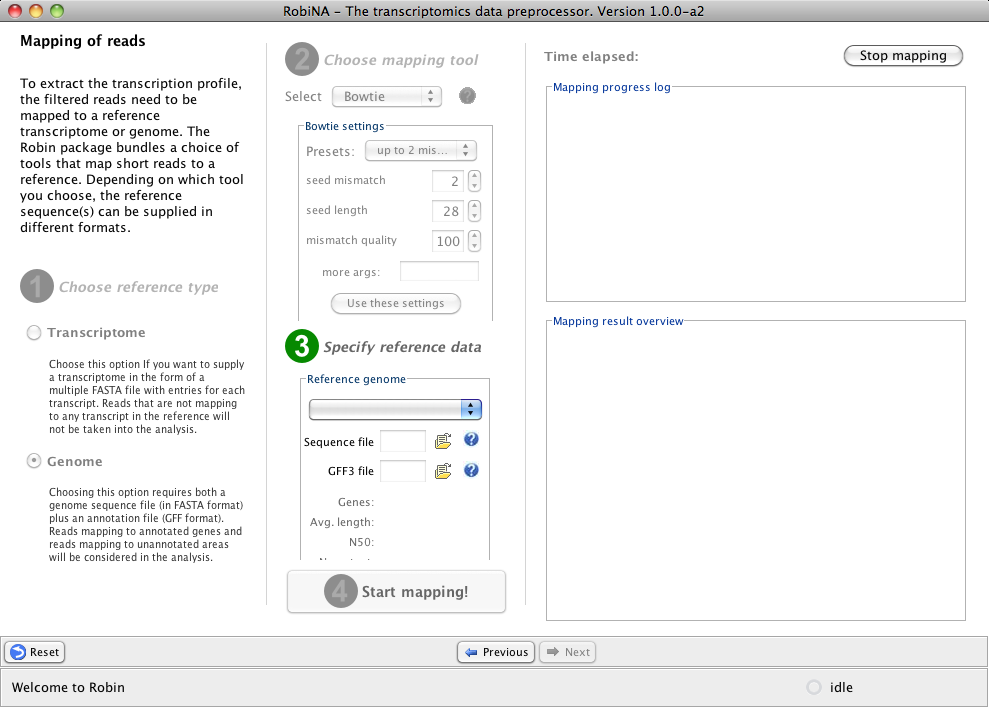 RobiNA - The transcriptomics data preprocessor. Version 1.0.0-a2
Mapping of reads
To extract the transcription profile,
the filtered reads need to be
mapped to a reference
transcriptome or genome. The
Robin package bundles a choice of
tools that map short reads to a
reference. Depending on which tool
you choose, the reference
sequence(s) can be supplied in
different formats.
1 Choose reference type
Transcriptome
Choose this option If you want to supply
a transcriptome in the form of a
multiple FASTA file with entries for each
transcript. Reads that are not mapping
to any transcript in the reference will
not be taken into the analysis.
Genome
Choosing this option requires both a
genome sequence file (in FASTA format)
plus an annotation file (GFF format).
Reads mapping to annotated genes and
reads mapping to unannotated areas
will be considered in the analysis.
2 Choose mapping tool
Select Bowtie ?
Bowtie settings
Presets: up to 2 mis...
seed mismatch 2
seed length 28
mismatch quality 100
more args:
Use these settings
3 Specify reference data
Reference genome
Sequence file ?
GFF3 file ?
Genes:
Avg. length:
N50:
4 Start mapping!
Time elapsed:
Stop mapping
Mapping progress log
Mapping result overview
Reset
Previous
Next
Welcome to Robin
idle